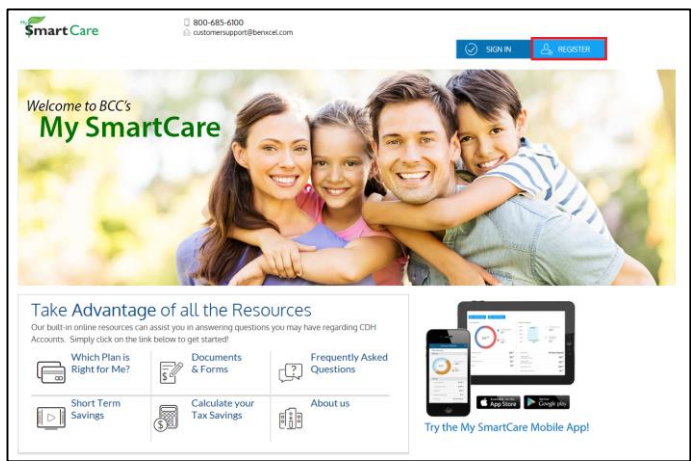 My
SmartCare
800-685-6100
customersupport@benxcel.com
SIGN IN
REGISTER
Welcome to BCC's
My SmartCare
Take Advantage of all the Resources
Our built-in online resources can assist you in answering questions you may have regarding CDH
Accounts. Simply click on the link below to get started!
Which Plan is
Right for Me?
Documents
& Forms
Frequently Asked
Questions
Short Term
Savings
Calculate your
Tax Savings
About us
App Store
Google play
Try the My SmartCare Mobile App!